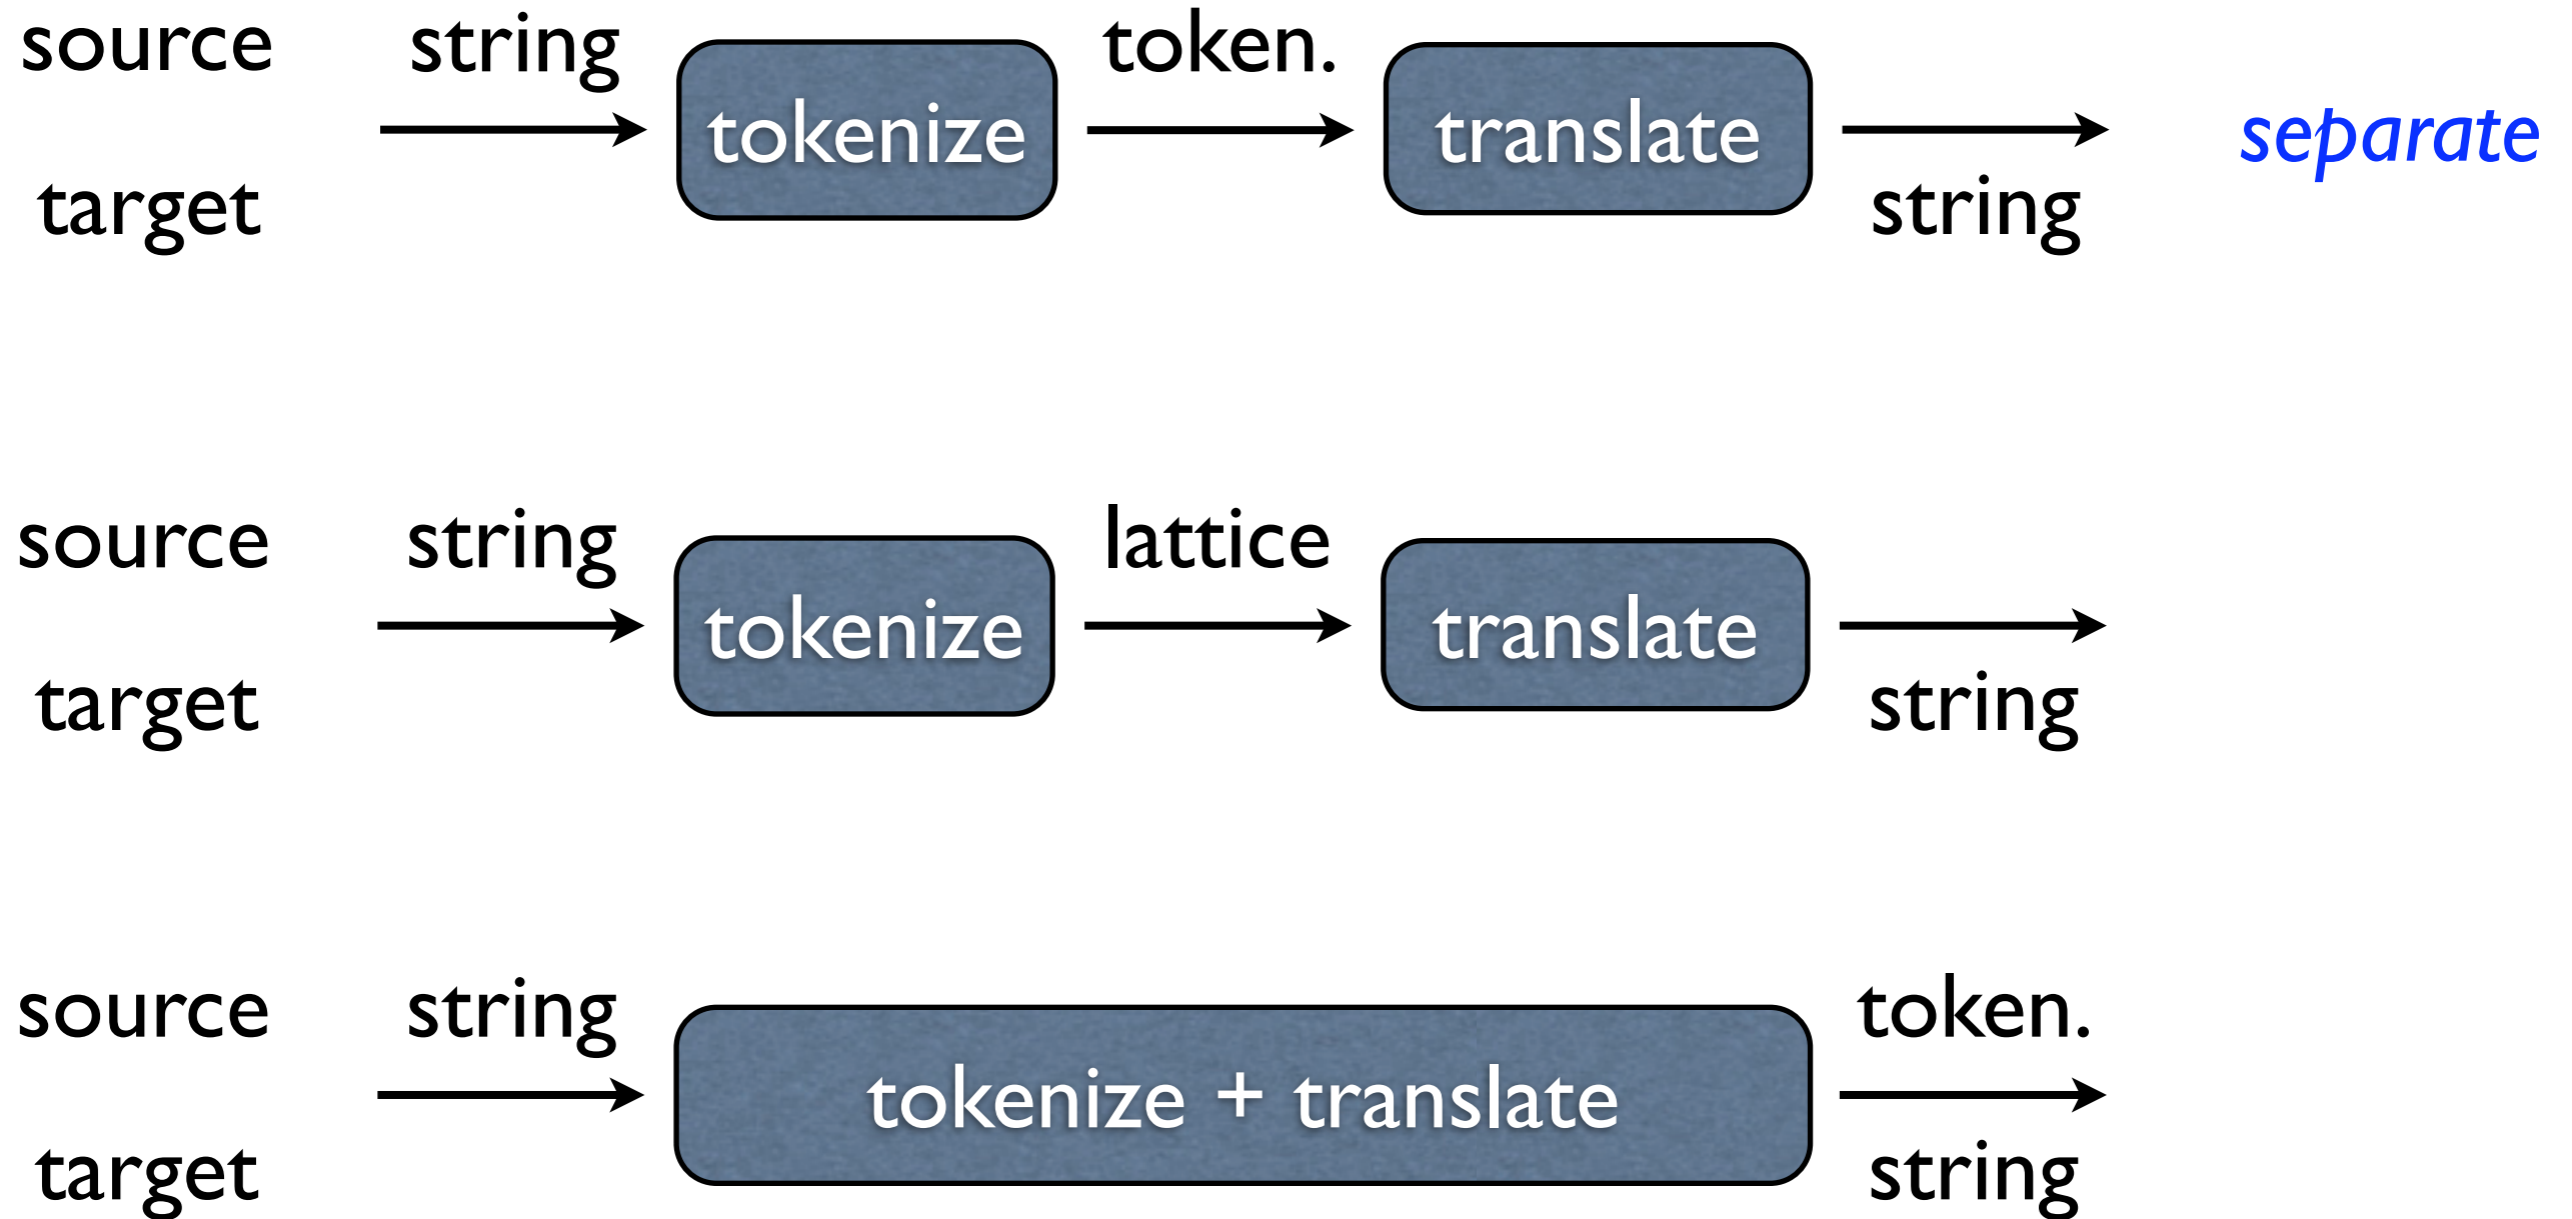 source string token.
tokenize translate separate
target string
source string lattice
tokenize translate
target string
source string token.
tokenize + translate
target string